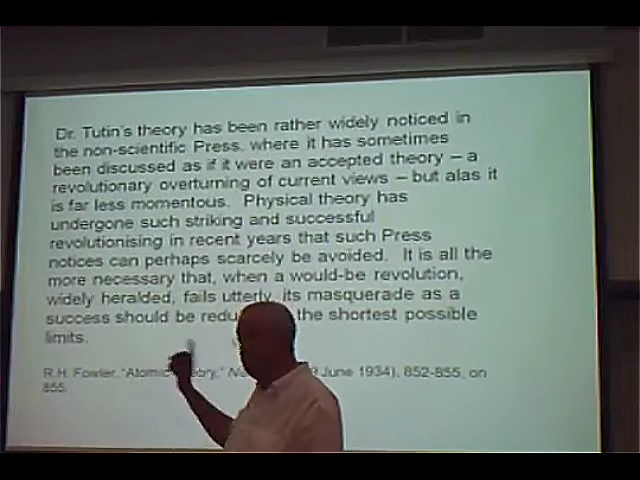 Dr. Tutin's theory has been rather widely noticed in
the non-scientific Press, where it has sometimes
been discussed as if it were an accepted theory – a
revolutionary overturning of current views – but alas it
is far less momentous. Physical theory has
undergone such striking and successful
revolutionising in recent years that such Press
notices can perhaps scarcely be avoided. It is all the
more necessary that, when a would-be revolution,
widely heralded, fails utterly, its masquerade as a
success should be the shortest possible
limits.
R.H. Fowler, "Atomic June 1934), 852-855, on
855.